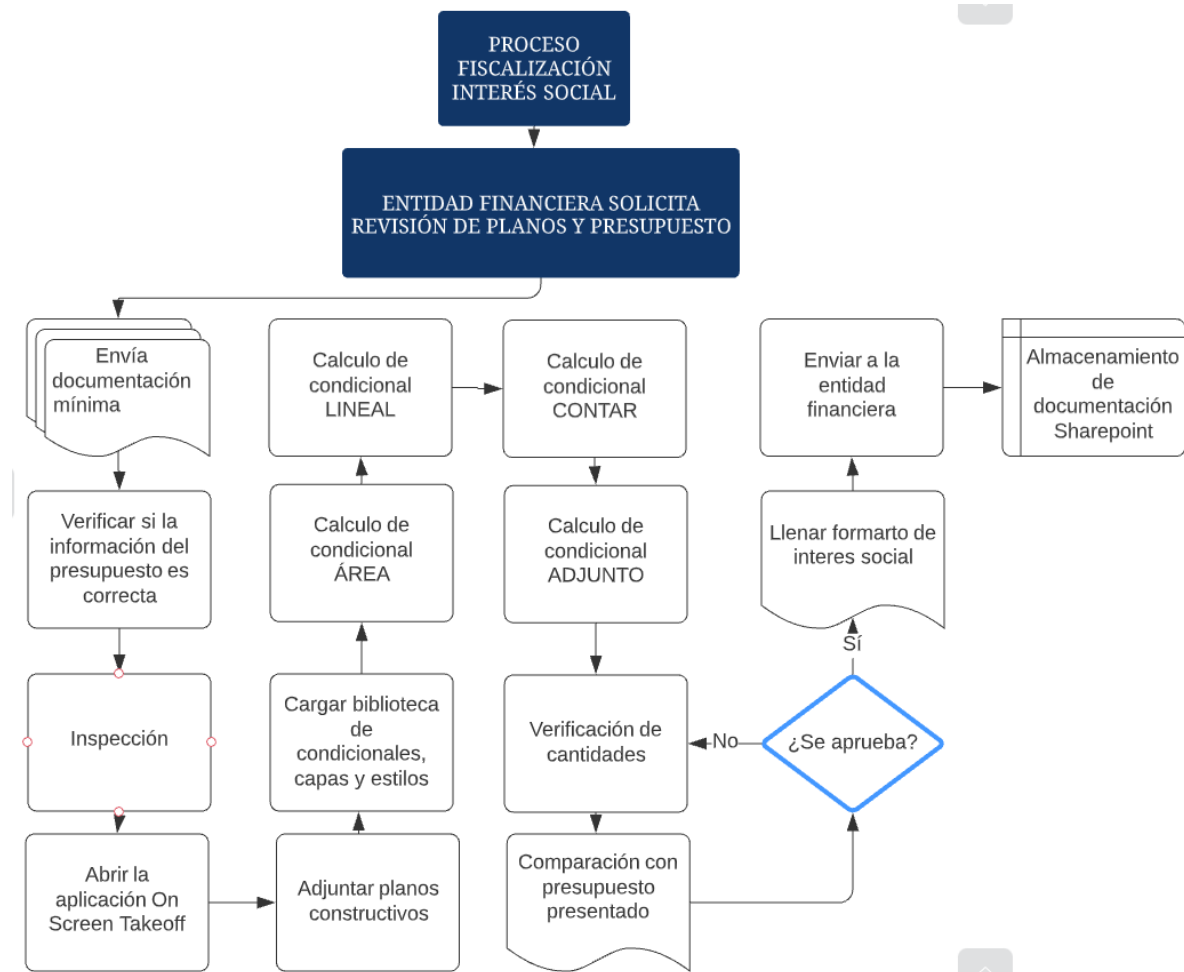 PROCESO
FISCALIZACIÓN
INTERÉS SOCIAL
ENTIDAD FINANCIERA SOLICITA
REVISIÓN DE PLANOS Y PRESUPUESTO
Envía
documentación
mínima
Verificar si la
información del
presupuesto es
correcta
Inspección
Abrir la
aplicación On
Screen Takeoff
Adjuntar planos
constructivos
Cargar biblioteca
de
condicionales,
capas y estilos
Calculo de
condicional
ÁREA
Calculo de
condicional
LINEAL
Calculo de
condicional
CONTAR
Calculo de
condicional
ADJUNTO
Verificación de
cantidades
Comparación con
presupuesto
presentado
¿Se aprueba?
No
Sí
Llenar formarto de
interes social
Enviar a la
entidad
financiera
Almacenamiento
de
documentación
Sharepoint